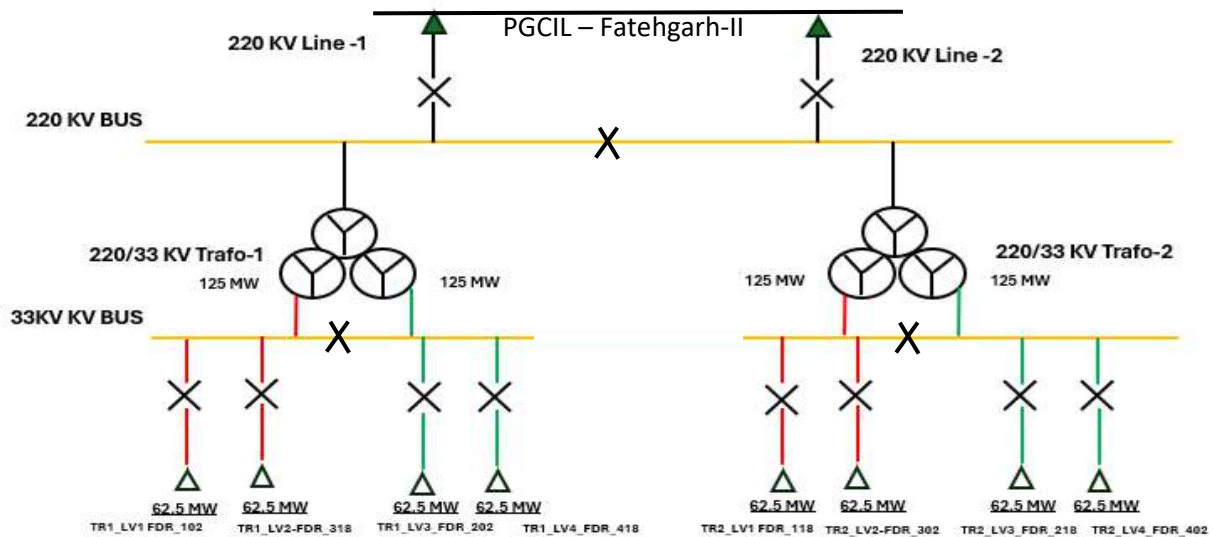 PGCIL – Fatehgarh-II
220 KV Line -1
220 KV Line -2
220 KV BUS
220/33 KV Trafo-1
220/33 KV Trafo-2
125 MW
125 MW
125 MW
125 MW
33KV KV BUS
62.5 MW
62.5 MW
62.5 MW
62.5 MW
62.5 MW
62.5 MW
62.5 MW
62.5 MW
TR1_LV1 FDR_102
TR1_LV2-FDR_318
TR1_LV3_FDR_202
TR1_LV4_FDR_418
TR2_LV1 FDR_118
TR2_LV2-FDR_302
TR2_LV3_FDR_218
TR2_LV4_FDR_402